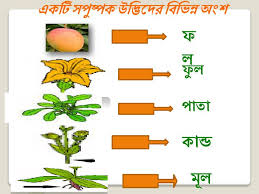 একটি সপুষ্পক উদ্ভিদের বিভিন্ন অংশ
ফ
ল
ফুল
পাতা
কান্ড
মূল